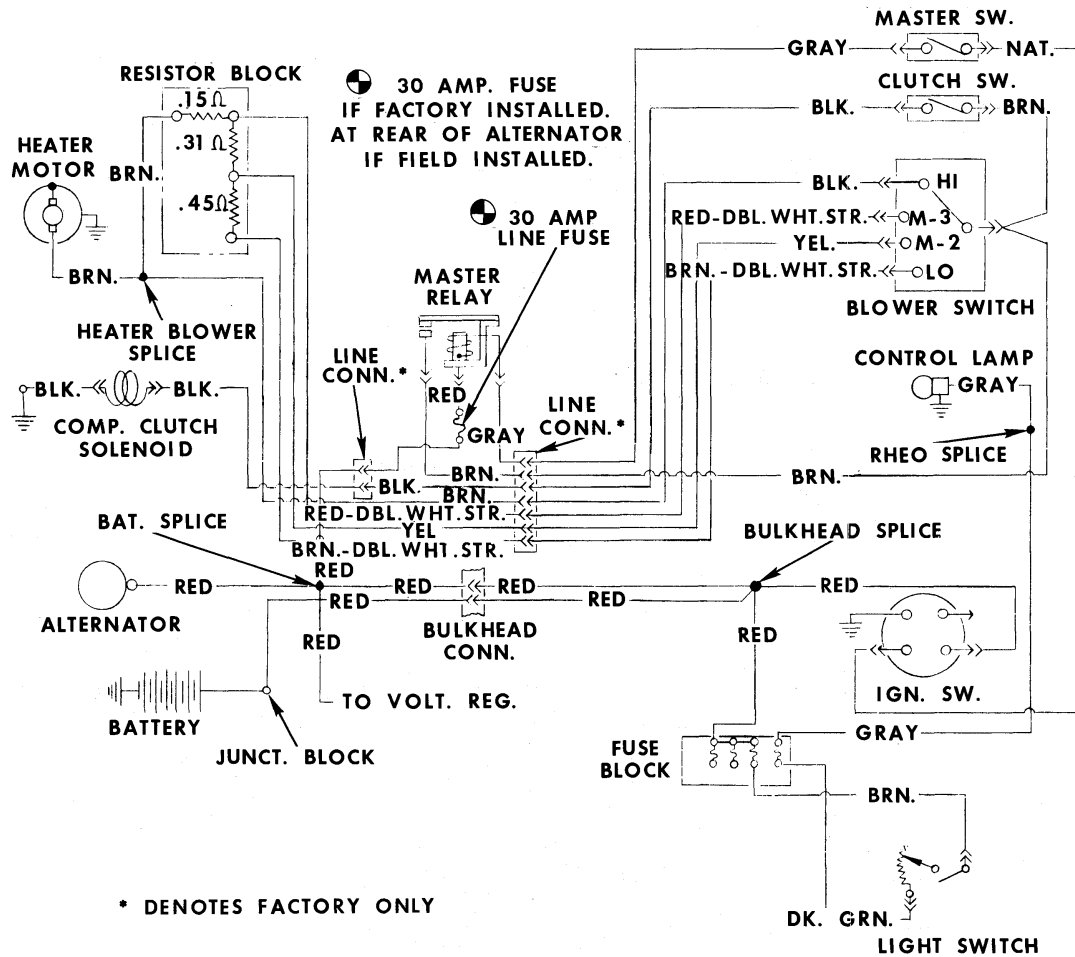 MASTER SW.
GRAY
NAT.
RESISTOR BLOCK
30 AMP. FUSE
IF FACTORY INSTALLED.
AT REAR OF ALTERNATOR
IF FIELD INSTALLED.
CLUTCH SW.
BLK.
BRN.
.15Ω
.31 Ω
.45Ω
HEATER
MOTOR
BRN.
BLK.
HI
RED-DBL.WHT.STR.
M-3
YEL.
M-2
BRN.-DBL.WHT.STR.
LO
BLOWER SWITCH
30 AMP
LINE FUSE
BRN.
MASTER
RELAY
HEATER BLOWER
SPLICE
LINE
CONN.*
CONTROL LAMP
GRAY
BLK.
BLK.
RED
COMP. CLUTCH
SOLENOID
GRAY
LINE
CONN.*
RHEO SPLICE
BRN.
BRN.
BLK.
BRN.
RED-DBL.WHT.STR.
YEL
BRN.-DBL.WHT.STR.
BAT. SPLICE
BULKHEAD SPLICE
RED
RED
RED
RED
RED
RED
RED
ALTERNATOR
RED
BULKHEAD
CONN.
RED
IGN. SW.
TO VOLT. REG.
BATTERY
JUNCT. BLOCK
FUSE
BLOCK
GRAY
BRN.
DK. GRN.
LIGHT SWITCH
* DENOTES FACTORY ONLY